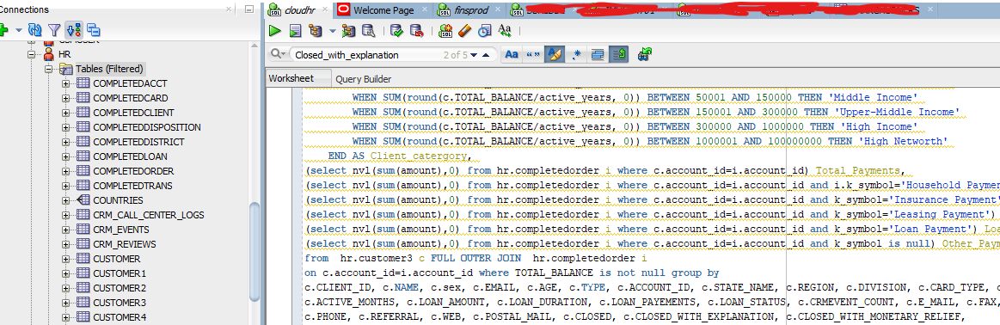 Connections
cloudhr
Welcome Page
finsprod
HR
Tables (Filtered)
COMPLETEDACCT
COMPLETEDCARD
COMPLETEDCLIENT
COMPLETEDDISPOSITION
COMPLETEDDISTRICT
COMPLETEDLOAN
COMPLETEDORDER
COMPLETEDTRANS
COUNTRIES
CRM_CALL_CENTER_LOGS
CRM_EVENTS
CRM_REVIEWS
CUSTOMER
CUSTOMER1
CUSTOMER2
CUSTOMER3
CUSTOMER4
Closed_with_explanation
2 of 5
Aa
Worksheet
Query Builder
WHEN SUM(round(c.TOTAL_BALANCE/active_years, 0)) BETWEEN 50001 AND 150000 THEN 'Middle Income'
WHEN SUM(round(c.TOTAL_BALANCE/active_years, 0)) BETWEEN 150001 AND 300000 THEN 'Upper-Middle Income'
WHEN SUM(round(c.TOTAL_BALANCE/active_years, 0)) BETWEEN 300000 AND 1000000 THEN 'High Income'
WHEN SUM(round(c.TOTAL_BALANCE/active_years, 0)) BETWEEN 1000001 AND 100000000 THEN 'High Networth'
END AS Client_catergory,
(select nvl(sum(amount),0) from hr.completedorder i where c.account_id=i.account_id) Total_Payments,
(select nvl(sum(amount),0) from hr.completedorder i where c.account_id=i.account_id and i.k_symbol='Household Paymen
(select nvl(sum(amount),0) from hr.completedorder i where c.account_id=i.account_id and k_symbol='Insurance Payment'
(select nvl(sum(amount),0) from hr.completedorder i where c.account_id=i.account_id and k_symbol='Leasing Payment')
(select nvl(sum(amount),0) from hr.completedorder i where c.account_id=i.account_id and k_symbol='Loan Payment') Loa
(select nvl(sum(amount),0) from hr.completedorder i where c.account_id=i.account_id and k_symbol is null) Other_Paym
from hr.customer3 c FULL OUTER JOIN hr.completedorder i
on c.account_id=i.account_id where TOTAL_BALANCE is not null group by
c.CLIENT_ID, c.NAME, c.sex, c.EMAIL, c.AGE, c.TYPE, c.ACCOUNT_ID, c.STATE_NAME, c.REGION, c.DIVISION, c.CARD_TYPE, c
c.ACTIVE_MONTHS, c.LOAN_AMOUNT, c.LOAN_DURATION, c.LOAN_PAYEMENTS, c.LOAN_STATUS, c.CRMEVENT_COUNT, c.E_MAIL, c.FAX,
c.PHONE, c.REFERRAL, c.WEB, c.POSTAL_MAIL, c.CLOSED, c.CLOSED_WITH_EXPLANATION, c.CLOSED_WITH_MONETARY_RELIEF,